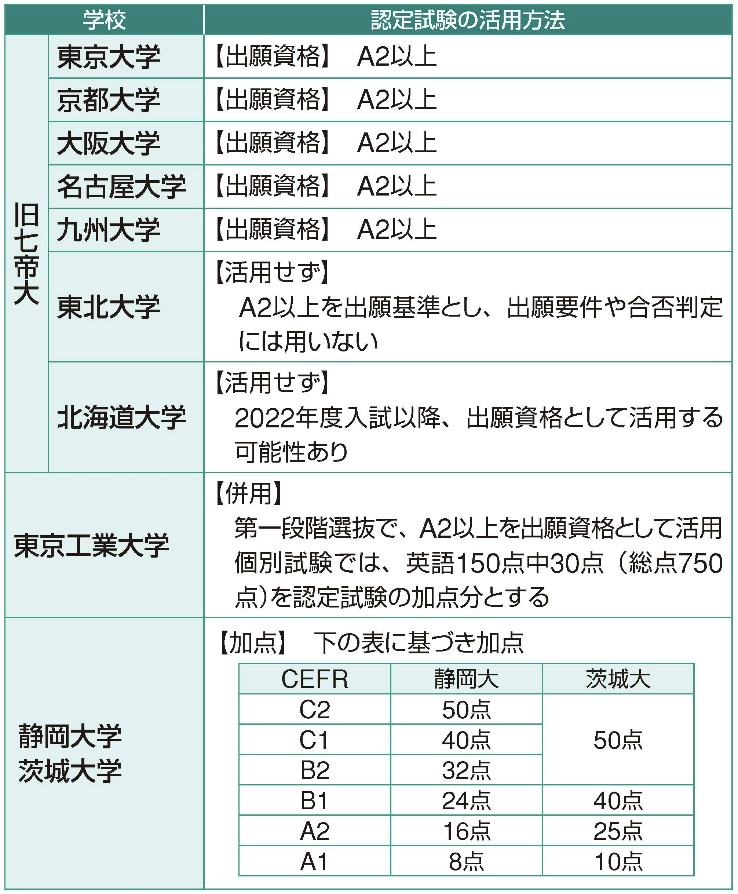 学校 認定試験の活用方法
旧七帝大
東京大学 【出願資格】 A2以上
京都大学 【出願資格】 A2以上
大阪大学 【出願資格】 A2以上
名古屋大学 【出願資格】 A2以上
九州大学 【出願資格】 A2以上
東北大学 【活用せず】
A2以上を出願基準とし、出願要件や合否判定
には用いない
北海道大学 【活用せず】
2022年度入試以降、出願資格として活用する
可能性あり
東京工業大学 【併用】
第一段階選抜で、A2以上を出願資格として活用
個別試験では、英語150点中30点（総点750
点）を認定試験の加点分とする
静岡大学
茨城大学
【加点】 下の表に基づき加点
CEFR 静岡大 茨城大
C2 50点
C1 40点 50点
B2 32点
B1 24点 40点
A2 16点 25点
A1 8点 10点